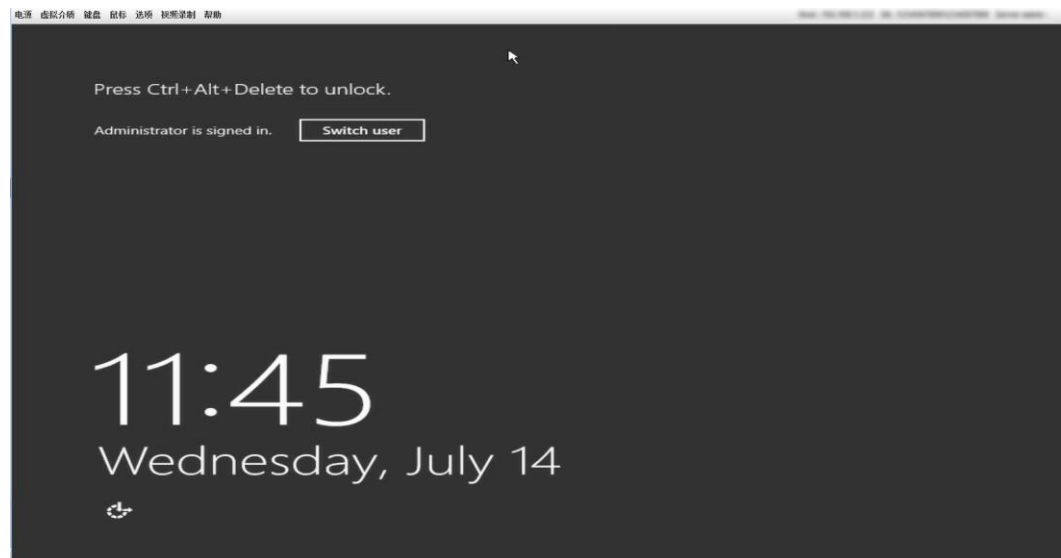 电源 虚拟介质 键盘 鼠标 选项 视频录制 帮助
Press Ctrl+Alt+Delete to unlock.
Administrator is signed in. Switch user
11:45
Wednesday, July 14